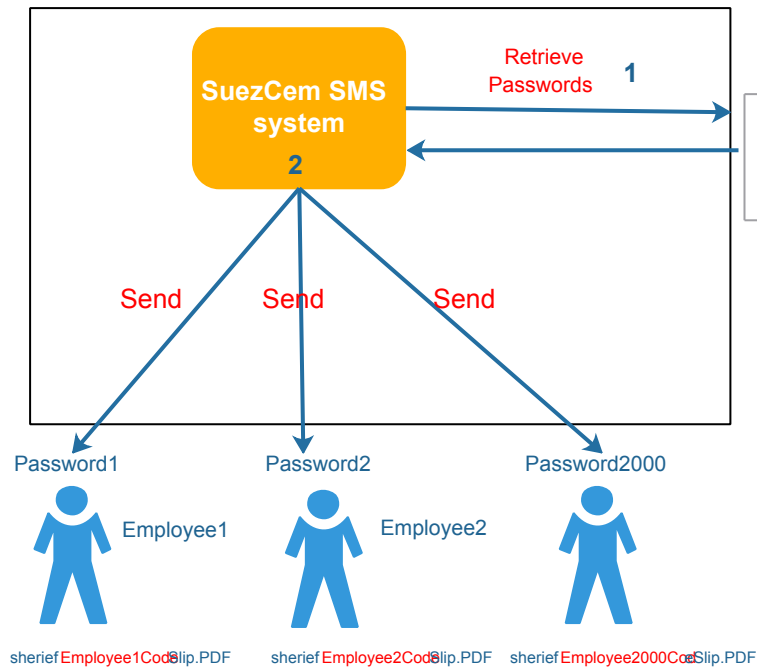 Retrieve
Passwords
1
SuezCem SMS
system
2
Send
Send
Send
Password1
Password2
Password2000
Employee1
Employee2
sherief Employee1Code Slip.PDF
sherief Employee2Code Slip.PDF
sherief Employee2000Code Slip.PDF